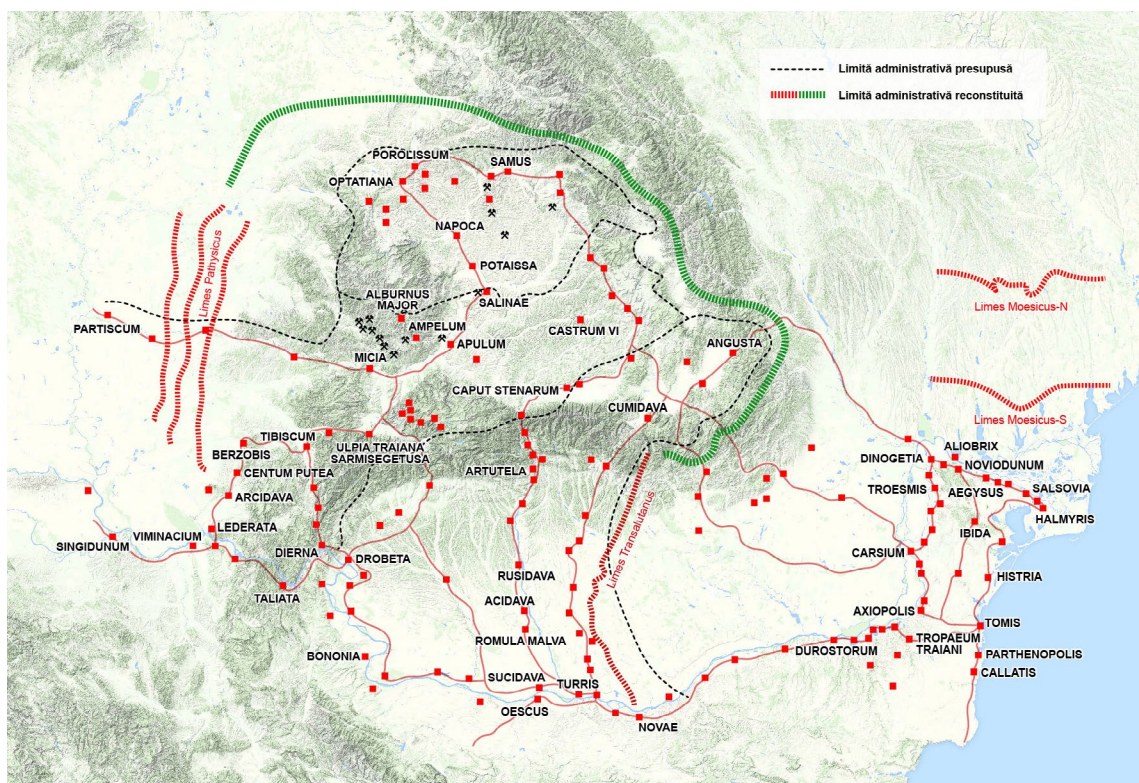 Limită administrativă presupusă
Limită administrativă reconstituită
POROLISSUM
SAMUS
OPTATIANA
NAPOCA
Limes Pathysicus
POTAISSA
ALBURNUS
MAJOR
SALINAE
Limes Moesicus-N
PARTISCUM
AMPELUM
CASTRUM VI
APULUM
ANGUSTA
MICIA
CAPUT STENARUM
Limes Moesicus-S
CUMIDAVA
TIBISCUM
ULPIA TRAIANA
SARMISEGETUSA
BERZOBIS
ALIOBRIX
DINOGETIA
NOVIODUNUM
CENTUM PUTEA
ARTUTELA
AEGYSUS
SALSOVIA
ARCIDAVA
TROESMIS
HALMYRIS
LEDERATA
IBIDA
VIMINACIUM
SINGIDUNUM
DIERNA
DROBETA
CARSIUM
Limes Transalutanus
RUSIDAVA
HISTRIA
TALIATA
ACIDAVA
AXIOPOLIS
TOMIS
ROMULA MALVA
TROPAEUM
TRAIANI
DUROSTORUM
BONONIA
PARTHENOPOLIS
CALLATIS
SUCIDAVA
TURRIS
OESCUS
NOVAE